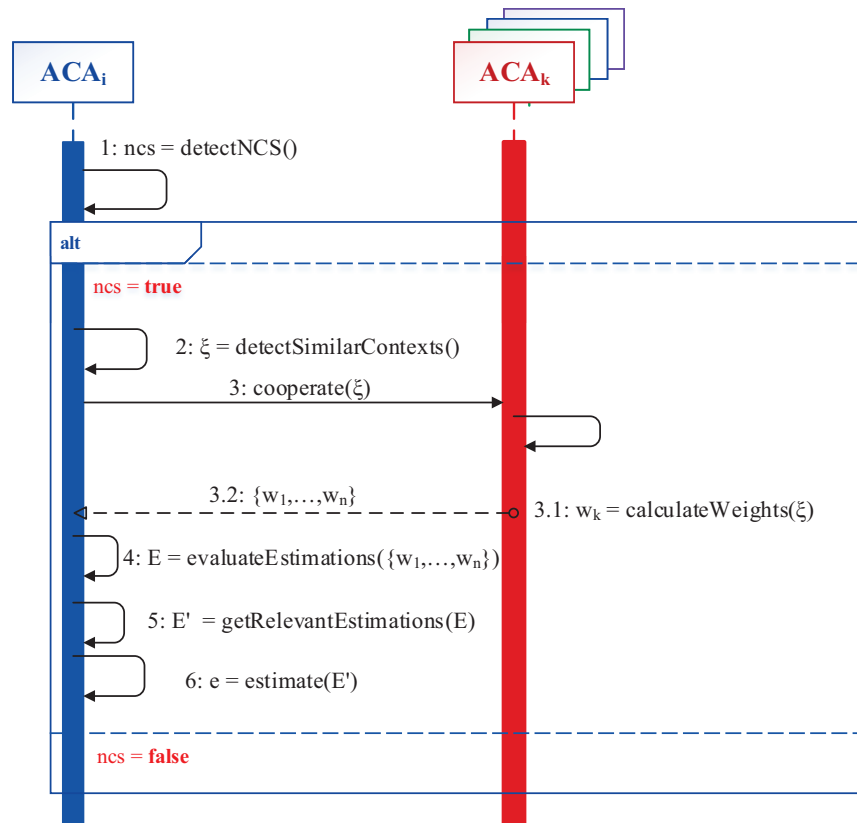 ACAᵢ
ACAₖ
1: ncs = detectNCS()
alt
ncs = true
2: ξ = detectSimilarContexts()
3: cooperate(ξ)
3.2: {w₁,…,wₙ}
3.1: wₖ = calculateWeights(ξ)
4: E = evaluateEstimations({w₁,…,wₙ})
5: E' = getRelevantEstimations(E)
6: e = estimate(E')
ncs = false